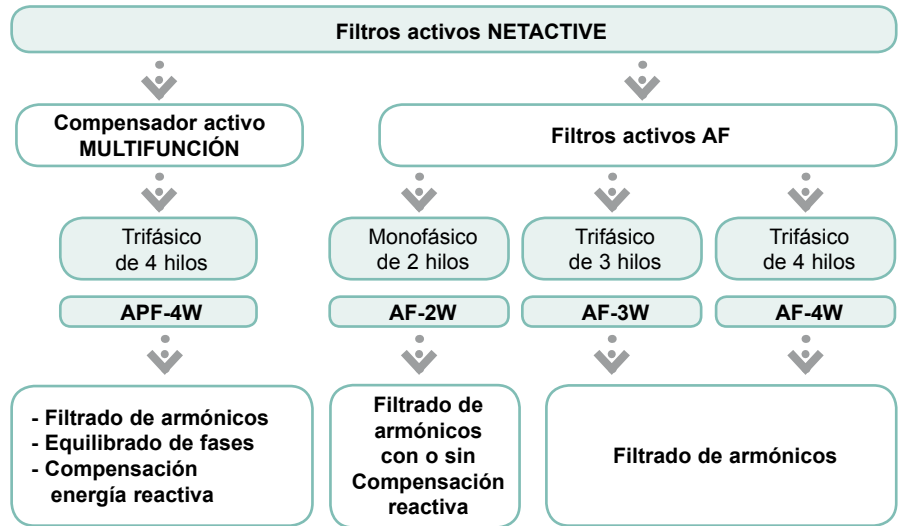 Filtros activos NETACTIVE
Compensador activo
MULTIFUNCIÓN
Filtros activos AF
Trifásico
de 4 hilos
Monofásico
de 2 hilos
Trifásico
de 3 hilos
Trifásico
de 4 hilos
APF-4W
AF-2W
AF-3W
AF-4W
- Filtrado de armónicos
- Equilibrado de fases
- Compensación
energía reactiva
Filtrado de
armónicos
con o sin
Compensación
reactiva
Filtrado de armónicos